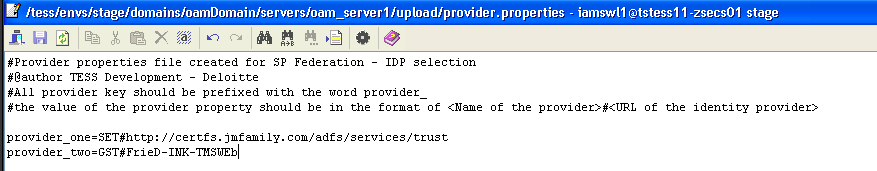 /tess/envs/stage/domains/oamDomain/servers/oam_server1/upload/provider.properties - iamswl1@tstess11-zsecs01 stage
#Provider properties file created for SP Federation - IDP selection
#@author TESS Development - Deloitte
#All provider key should be prefixed with the word provider_
#the value of the provider property should be in the format of <Name of the provider>#<URL of the identity provider>
provider_one=SET#http://certfs.jmfamily.com/adfs/services/trust
provider_two=GST#FrieD-INK-TMSWEb